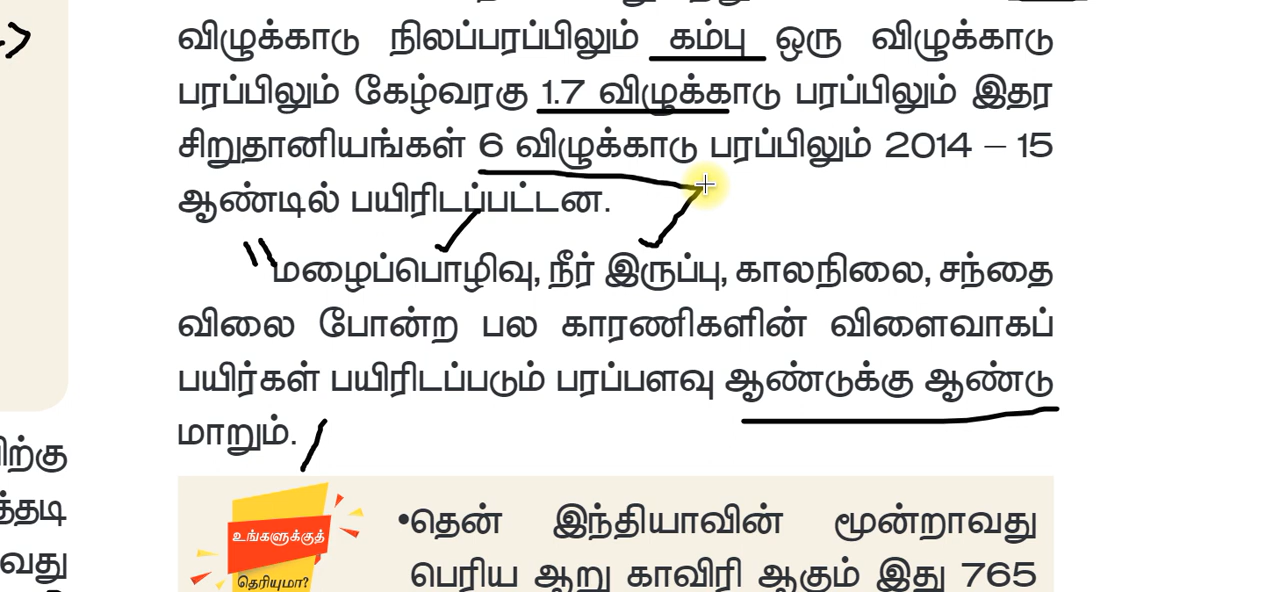 விழுக்காடு நிலப்பரப்பிலும் கம்பு ஒரு விழுக்காடு
பரப்பிலும் கேழ்வரகு 1.7 விழுக்காடு பரப்பிலும் இதர
சிறுதானியங்கள் 6 விழுக்காடு பரப்பிலும் 2014 – 15
ஆண்டில் பயிரிடப்பட்டன.
மழைப்பொழிவு, நீர் இருப்பு, காலநிலை, சந்தை
விலை போன்ற பல காரணிகளின் விளைவாகப்
பயிர்கள் பயிரிடப்படும் பரப்பளவு ஆண்டுக்கு ஆண்டு
மாறும்.
உங்களுக்குத்
தெரியுமா?
•தென் இந்தியாவின் மூன்றாவது
பெரிய ஆறு காவிரி ஆகும் இது 765